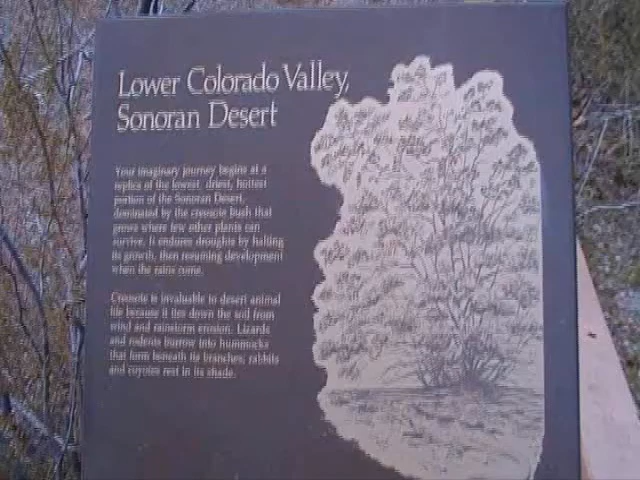 Lower Colorado Valley,
Sonoran Desert
Your imaginary journey begins at a
replica of the lowest, driest, hottest
portion of the Sonoran Desert,
dominated by the creosote bush that
grows where few other plants can
survive. It endures droughts by halting
its growth, then resuming development
when the rains come.
Creosote is invaluable to desert animal
life because it ties down the soil from
wind and rainstorm erosion. Lizards
and rodents burrow into hummocks
that form beneath its branches; rabbits
and coyotes rest in its shade.